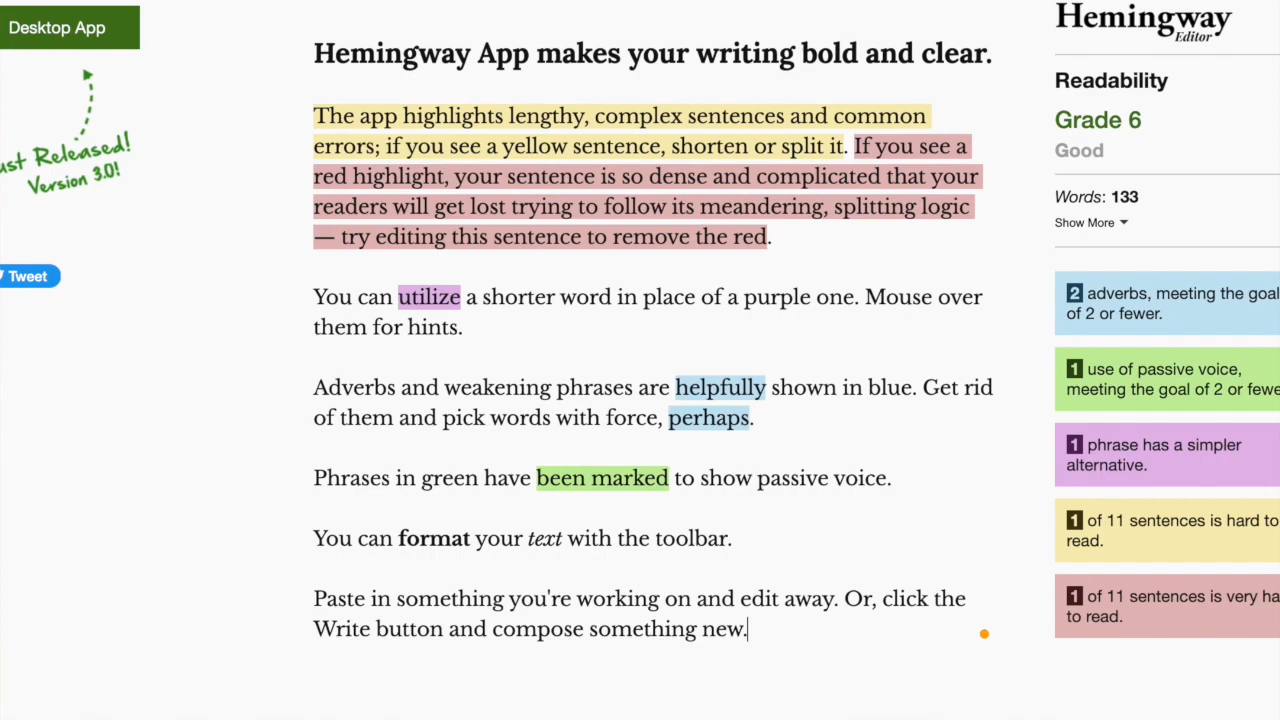 Desktop App
ust Released!
Version 3.0!
Tweet
Hemingway App makes your writing bold and clear.
The app highlights lengthy, complex sentences and common
errors; if you see a yellow sentence, shorten or split it. If you see a
red highlight, your sentence is so dense and complicated that your
readers will get lost trying to follow its meandering, splitting logic
— try editing this sentence to remove the red.
You can utilize a shorter word in place of a purple one. Mouse over
them for hints.
Adverbs and weakening phrases are helpfully shown in blue. Get rid
of them and pick words with force, perhaps.
Phrases in green have been marked to show passive voice.
You can format your text with the toolbar.
Paste in something you're working on and edit away. Or, click the
Write button and compose something new.
Hemingway
Editor
Readability
Grade 6
Good
Words: 133
Show More
2 adverbs, meeting the goal
of 2 or fewer.
1 use of passive voice,
meeting the goal of 2 or fewe
1 phrase has a simpler
alternative.
1 of 11 sentences is hard to
read.
1 of 11 sentences is very ha
to read.